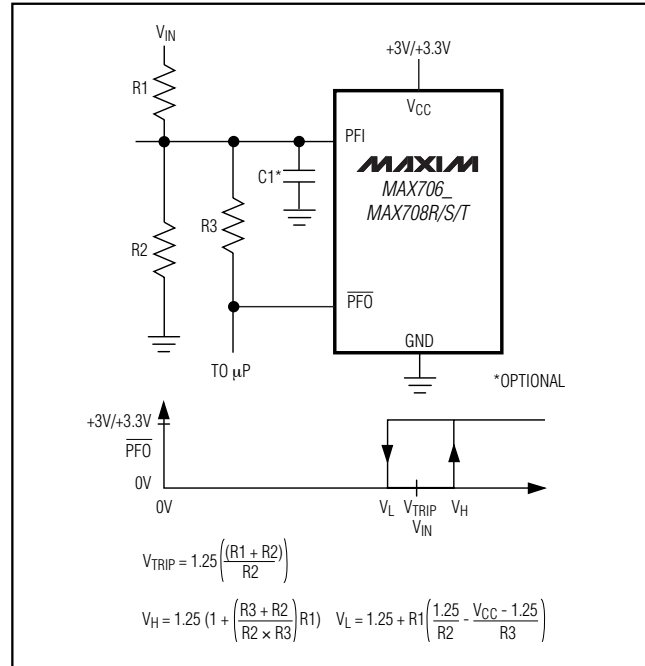 V_IN
+3V/+3.3V
R1
V_CC
PFI
MAXIM
C1*
MAX706_
MAX708R/S/T
R2
R3
PFO
GND
TO µP
*OPTIONAL
+3V/+3.3V
PFO
0V
0V
V_L
V_TRIP
V_H
V_IN
V_TRIP = 1.25((R1 + R2)/R2)
V_H = 1.25 (1 + ((R3 + R2)/(R2 × R3))R1) V_L = 1.25 + R1(1.25/R2 - (V_CC - 1.25)/R3)